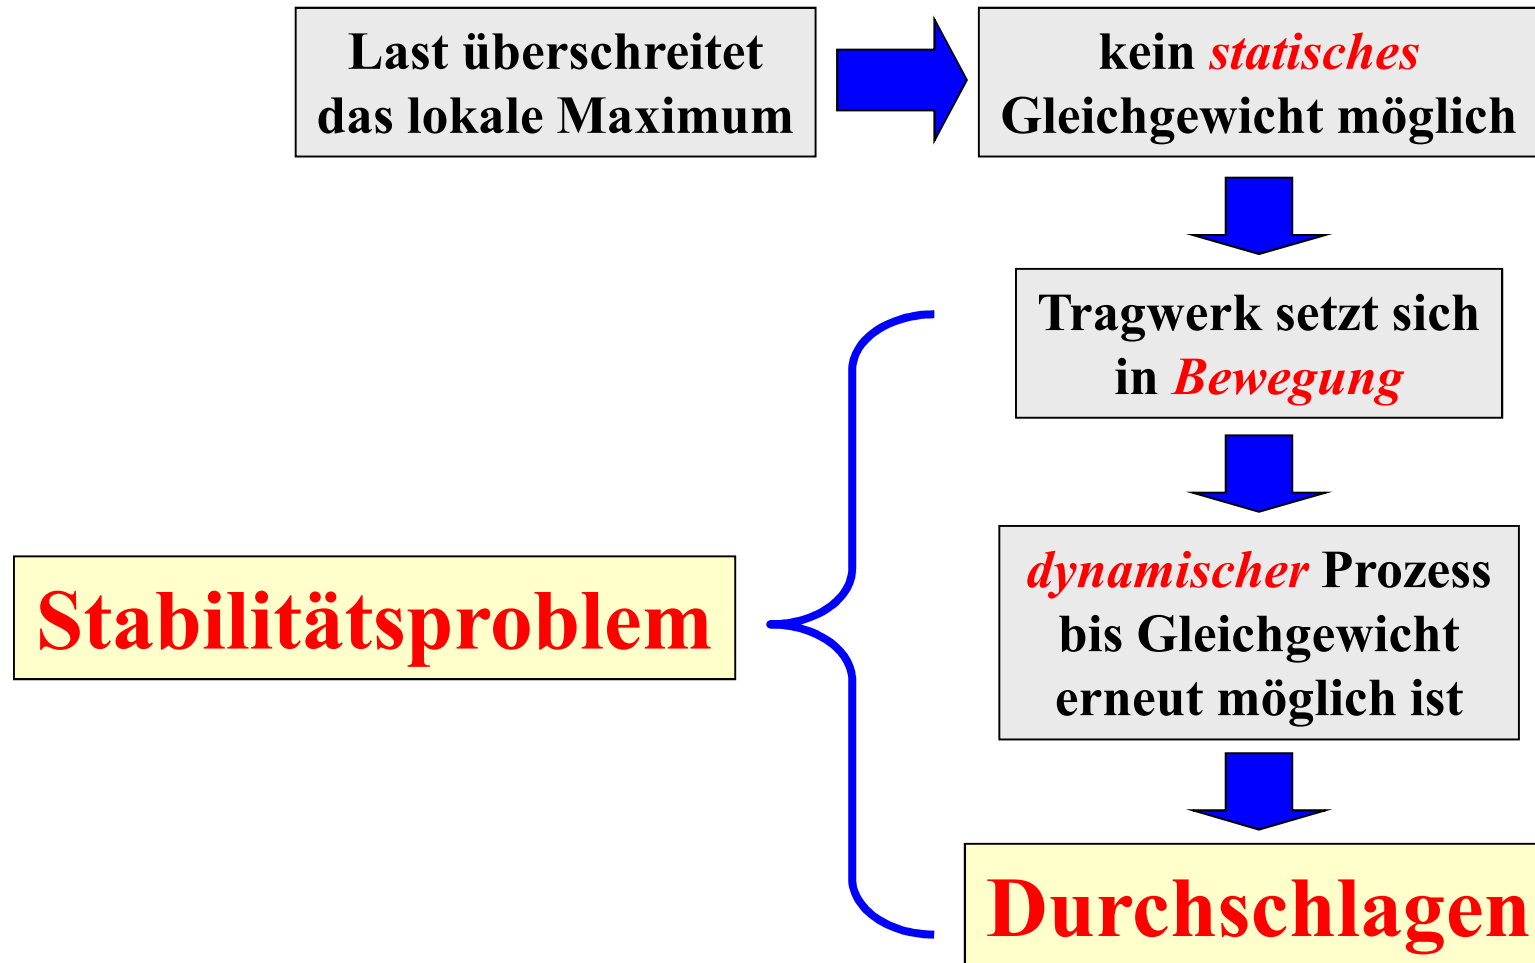 Last überschreitet
das lokale Maximum
kein statisches
Gleichgewicht möglich
Tragwerk setzt sich
in Bewegung
dynamischer Prozess
bis Gleichgewicht
erneut möglich ist
Stabilitätsproblem
Durchschlagen